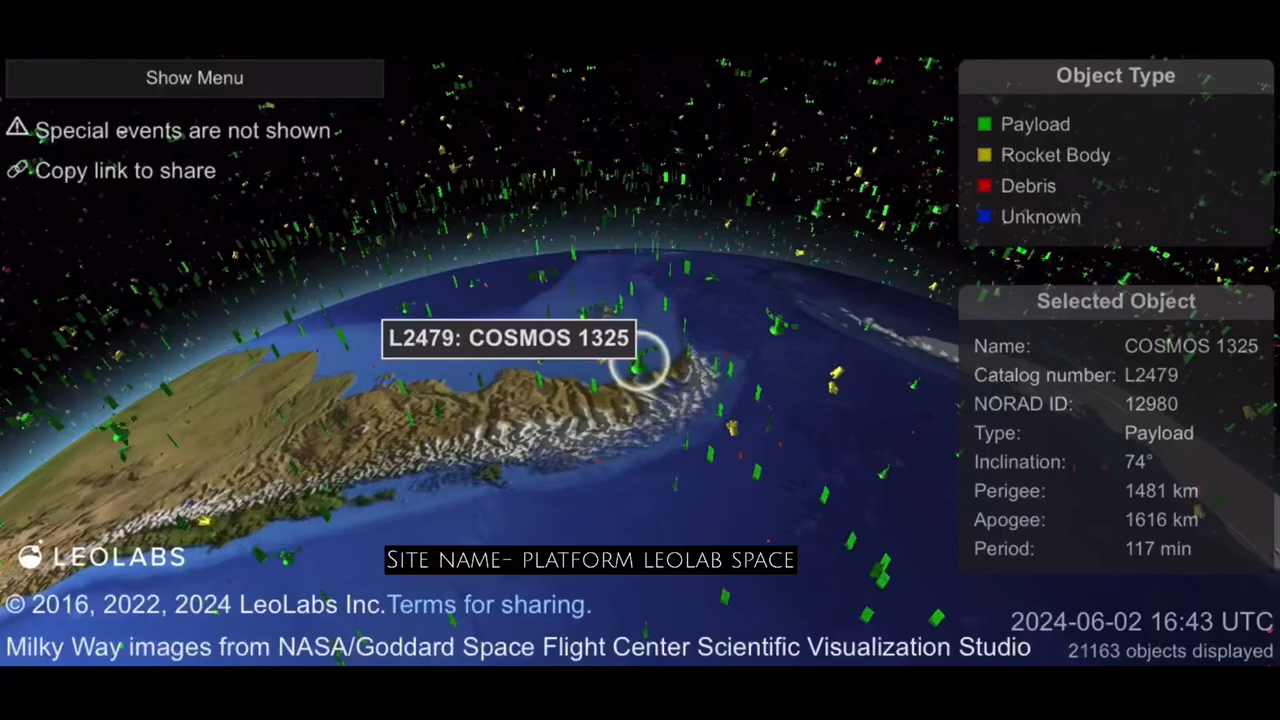 Show Menu
Special events are not shown
Copy link to share
L2479: COSMOS 1325
Object Type
Payload
Rocket Body
Debris
Unknown
Selected Object
Name: COSMOS 1325
Catalog number: L2479
NORAD ID: 12980
Type: Payload
Inclination: 74°
Perigee: 1481 km
Apogee: 1616 km
Period: 117 min
LEOLABS
SITE NAME- PLATFORM LEOLAB SPACE
© 2016, 2022, 2024 LeoLabs Inc.Terms for sharing.
Milky Way images from NASA/Goddard Space Flight Center Scientific Visualization Studio
2024-06-02 16:43 UTC
21163 objects displayed